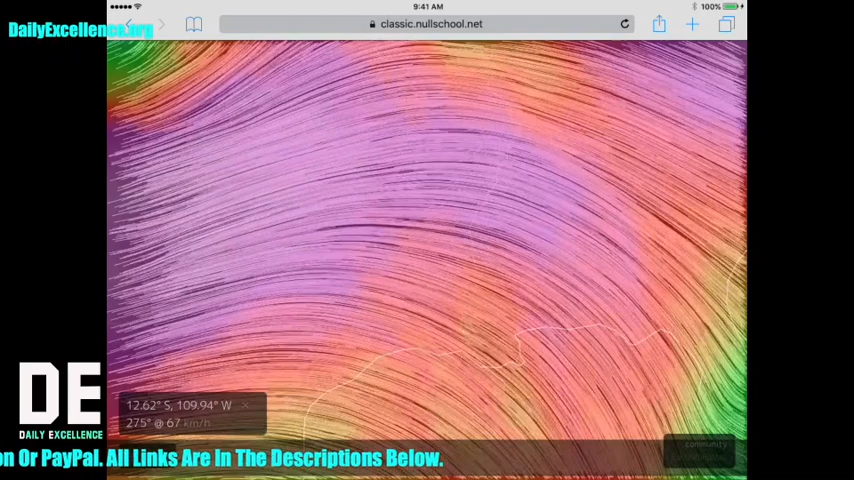 9:41 AM
100%
classic.nullschool.net
DailyExcellence.org
12.62° S, 109.94° W ×
275° @ 67 km/h
community
DE
DAILY EXCELLENCE
on Or PayPal. All Links Are In The Descriptions Below.